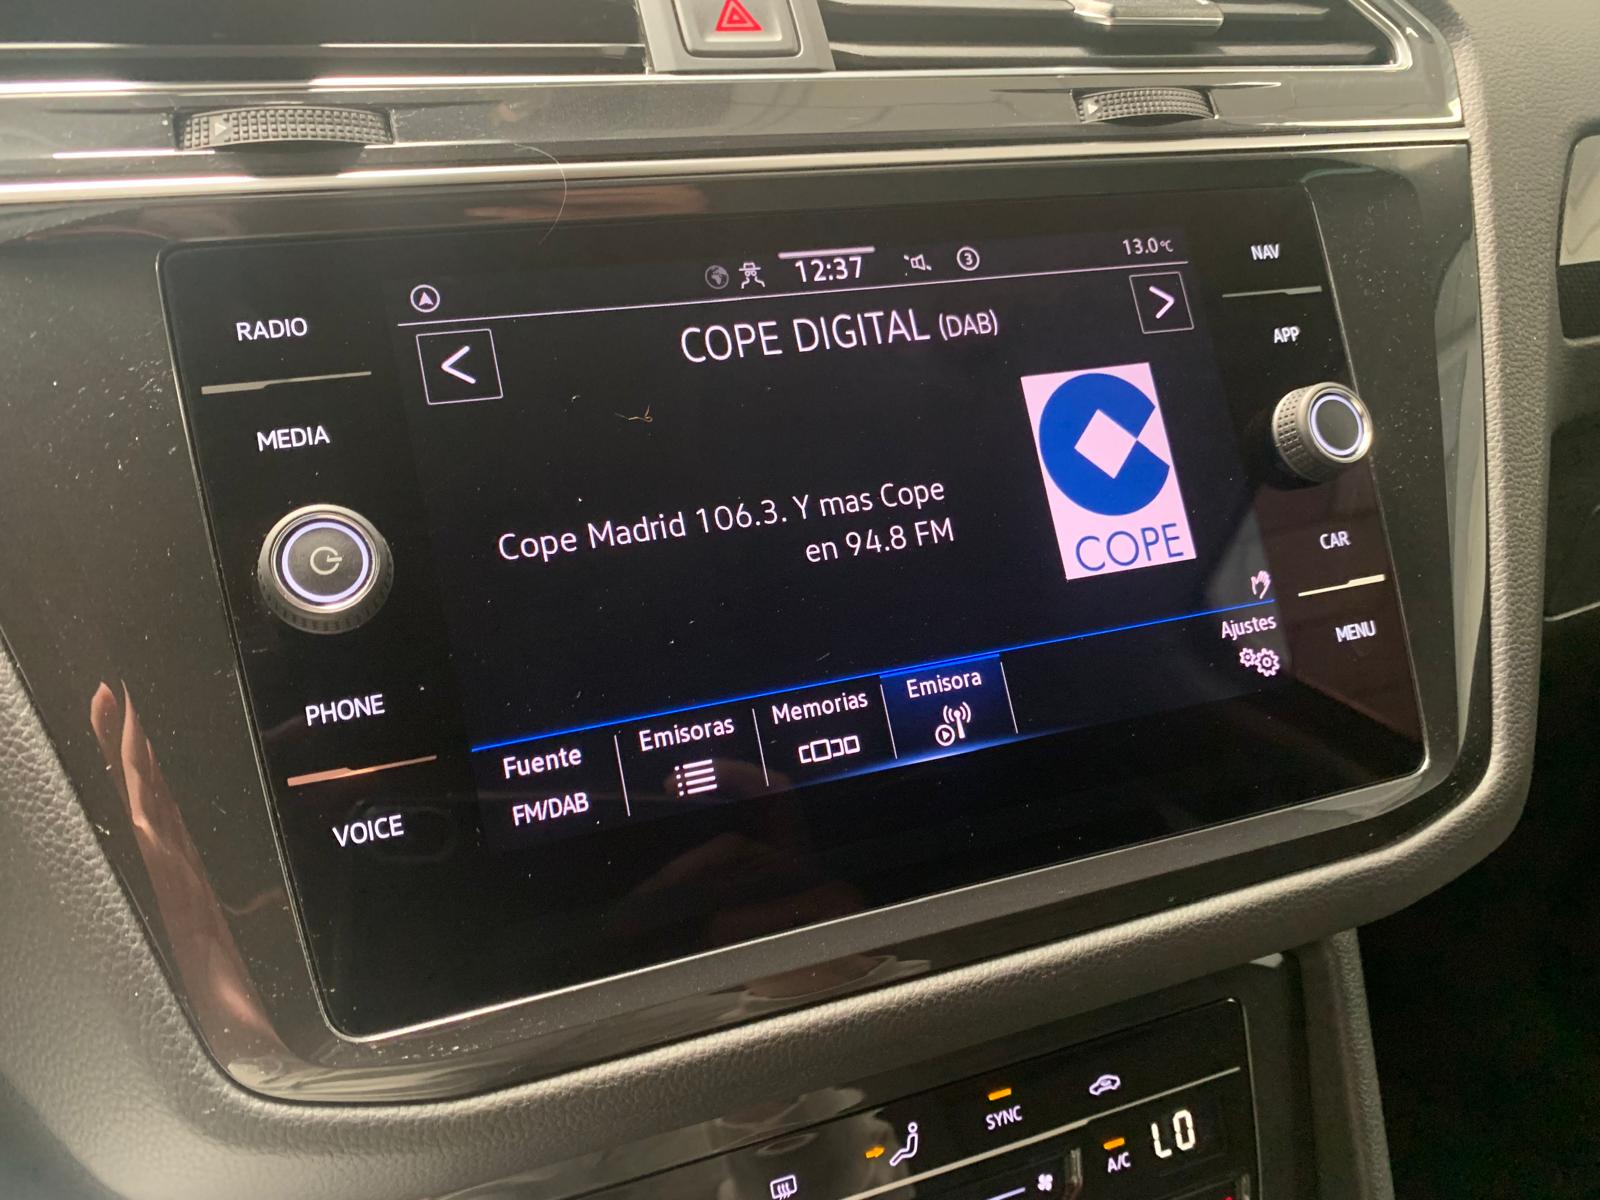 12:37
3
13.0°C
COPE DIGITAL (DAB)
Cope Madrid 106.3. Y mas Cope
en 94.8 FM
COPE
Ajustes
Fuente
FM/DAB
Emisoras
Memorias
Emisora
RADIO
MEDIA
PHONE
VOICE
NAV
APP
CAR
MENU
SYNC
A/C
LO